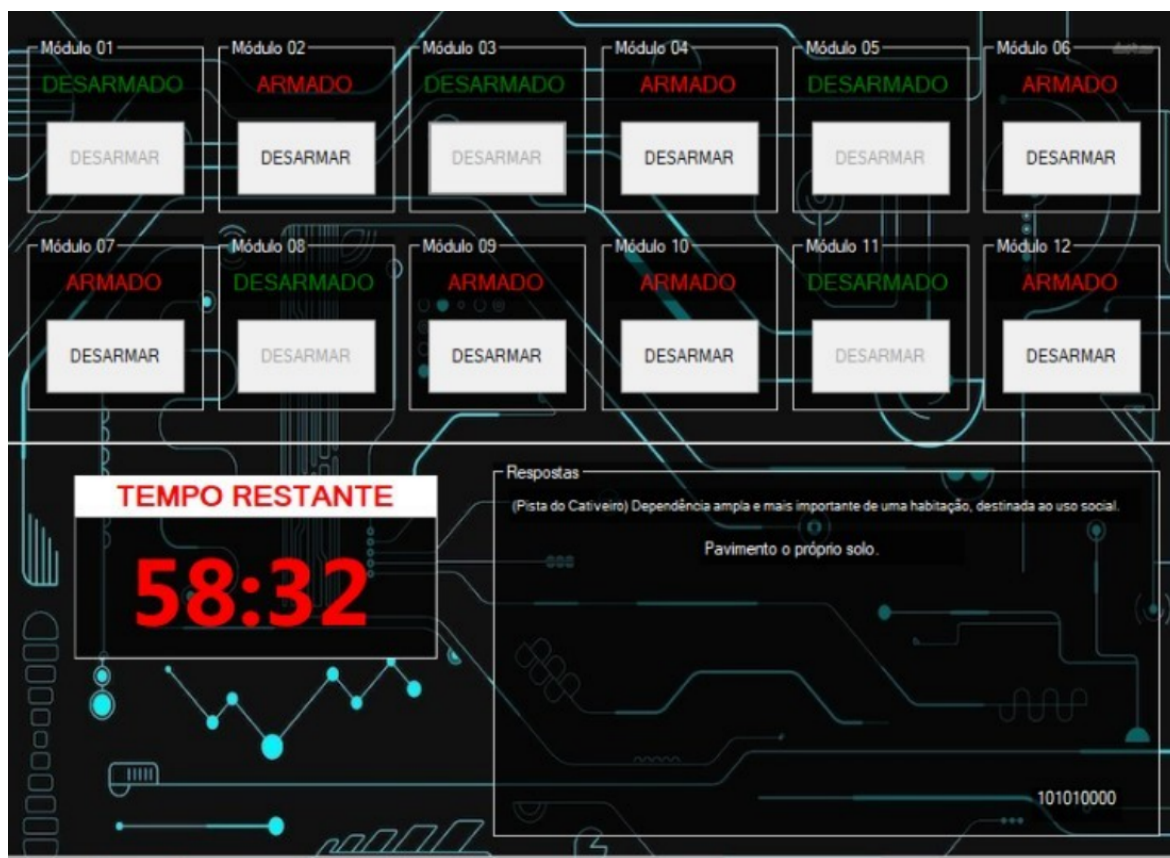 Módulo 01 Módulo 02 Módulo 03 Módulo 04 Módulo 05 Módulo 06
DESARMADO ARMADO DESARMADO ARMADO DESARMADO ARMADO
DESARMAR DESARMAR DESARMAR DESARMAR DESARMAR DESARMAR
Módulo 07 Módulo 08 Módulo 09 Módulo 10 Módulo 11 Módulo 12
ARMADO DESARMADO ARMADO ARMADO DESARMADO ARMADO
DESARMAR DESARMAR DESARMAR DESARMAR DESARMAR DESARMAR
TEMPO RESTANTE
58:32
Respostas
(Pista do Cativeiro) Dependência ampla e mais importante de uma habitação, destinada ao uso social.
Pavimento o próprio solo.
101010000